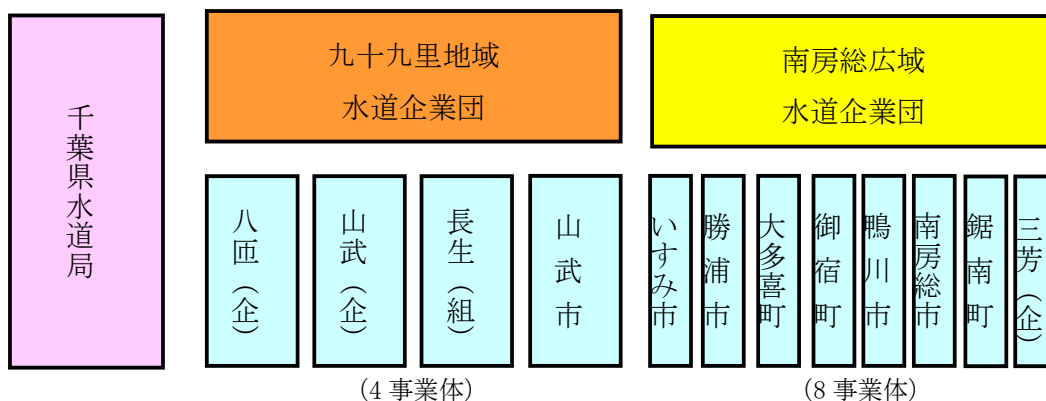 千葉県水道局
九十九里地域
水道企業団
南房総広域
水道企業団
八匝（企）
山武（企）
長生（組）
山武市
いすみ市
勝浦市
大多喜町
御宿町
鴨川市
南房総市
鋸南町
三芳（企）
（4 事業体）
（8 事業体）